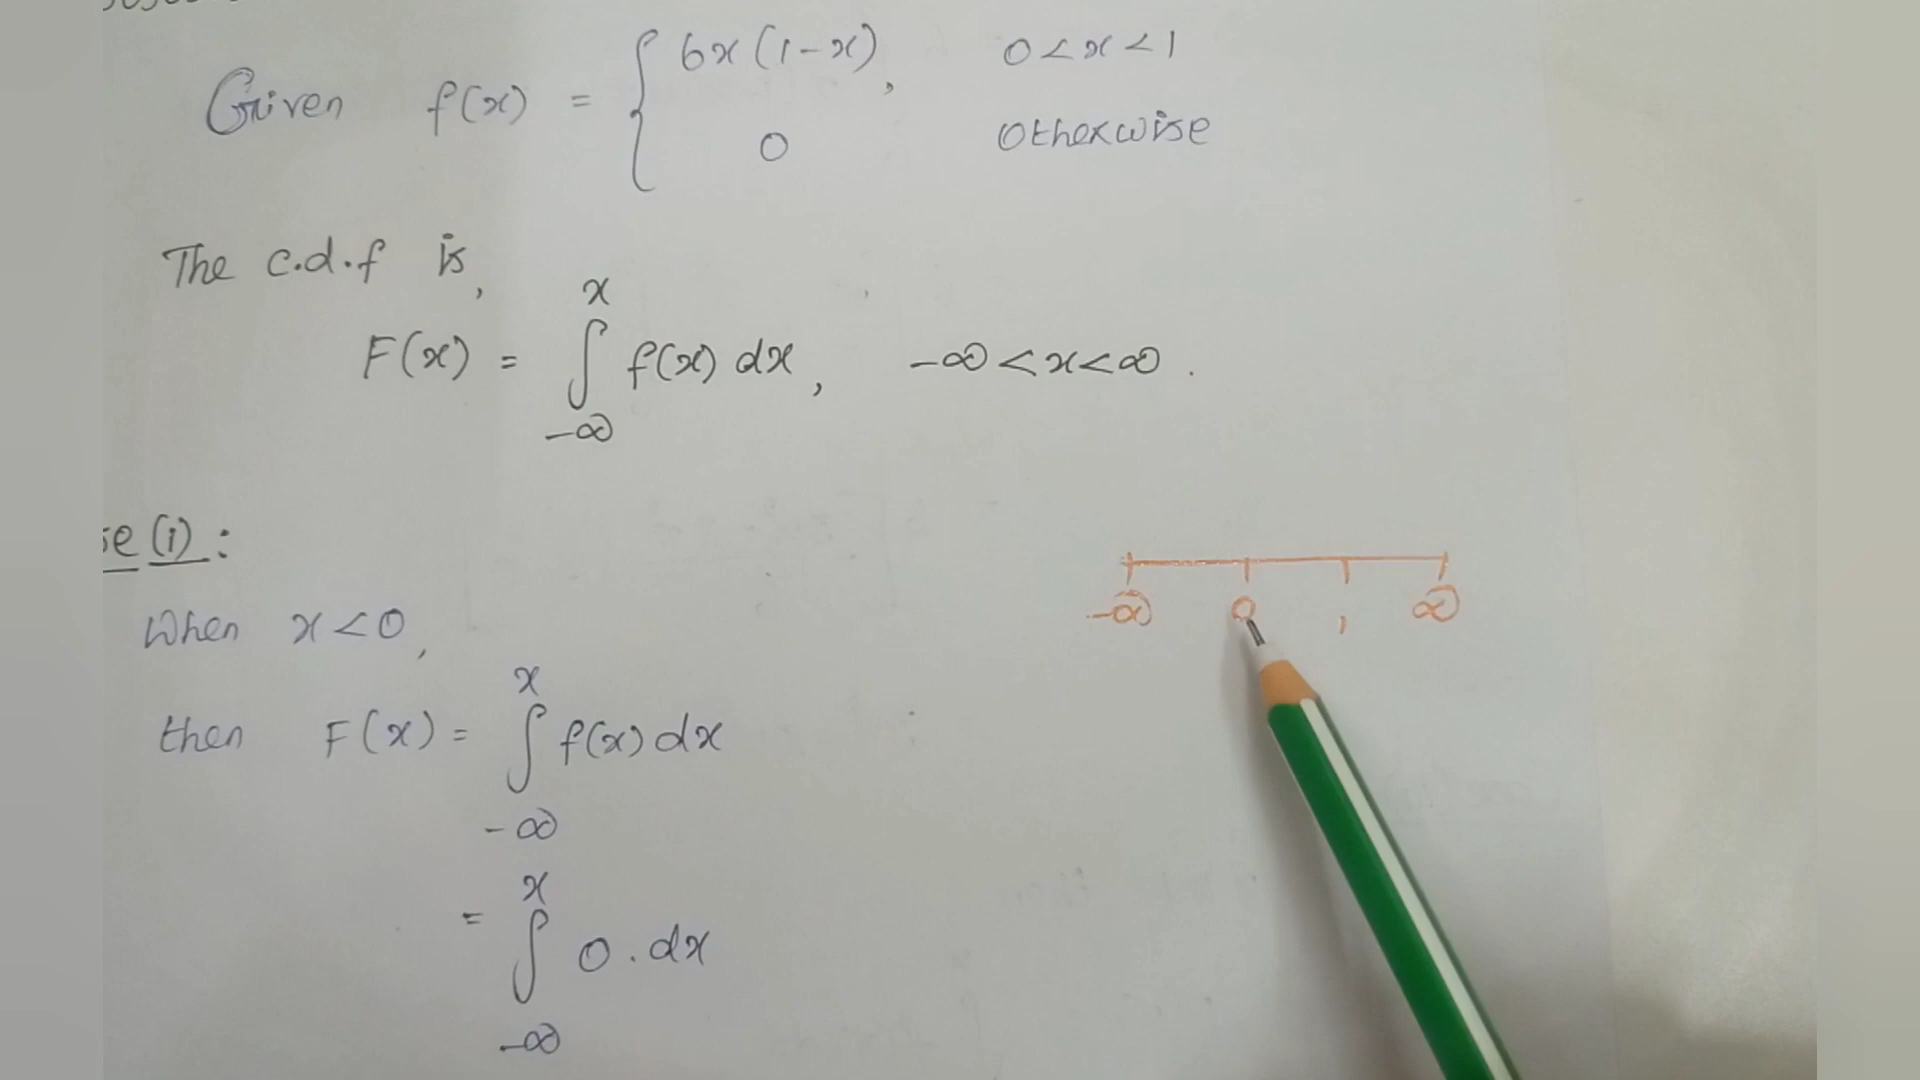 Given f(x) = { 6x(1-x), 0<x<1
0 otherwise
The c.d.f is,
F(x) = ∫_{-∞}^{x} f(x) dx, -∞<x<∞.
se (i) :
When x<0,
then F(x) = ∫_{-∞}^{x} f(x) dx
= ∫_{-∞}^{x} 0.dx
-∞ 0 1 ∞